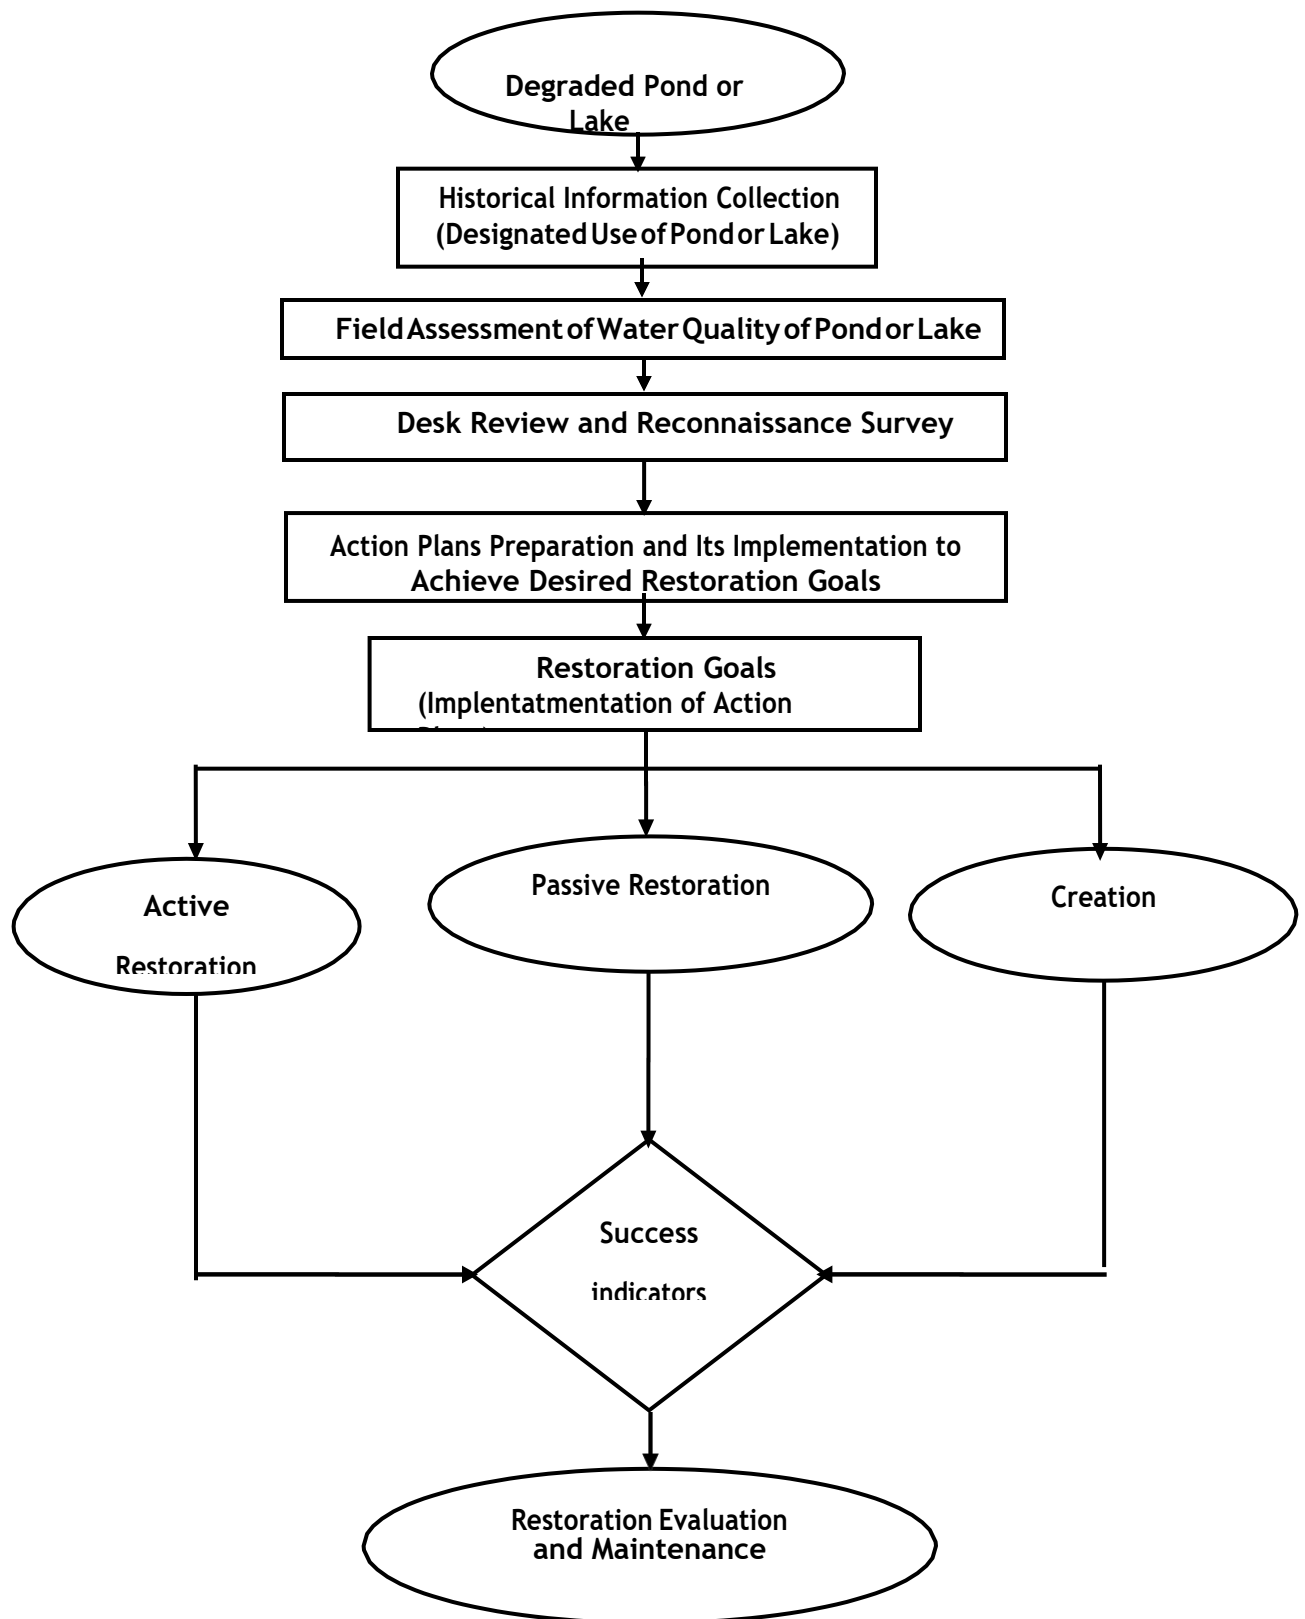 Degraded Pond or
Lake
Historical Information Collection
(Designated Use of Pond or Lake)
Field Assessment of Water Quality of Pond or Lake
Desk Review and Reconnaissance Survey
Action Plans Preparation and Its Implementation to
Achieve Desired Restoration Goals
Restoration Goals
(Implentatmentation of Action
Active
Restoration
Passive Restoration
Creation
Success
indicators
Restoration Evaluation
and Maintenance